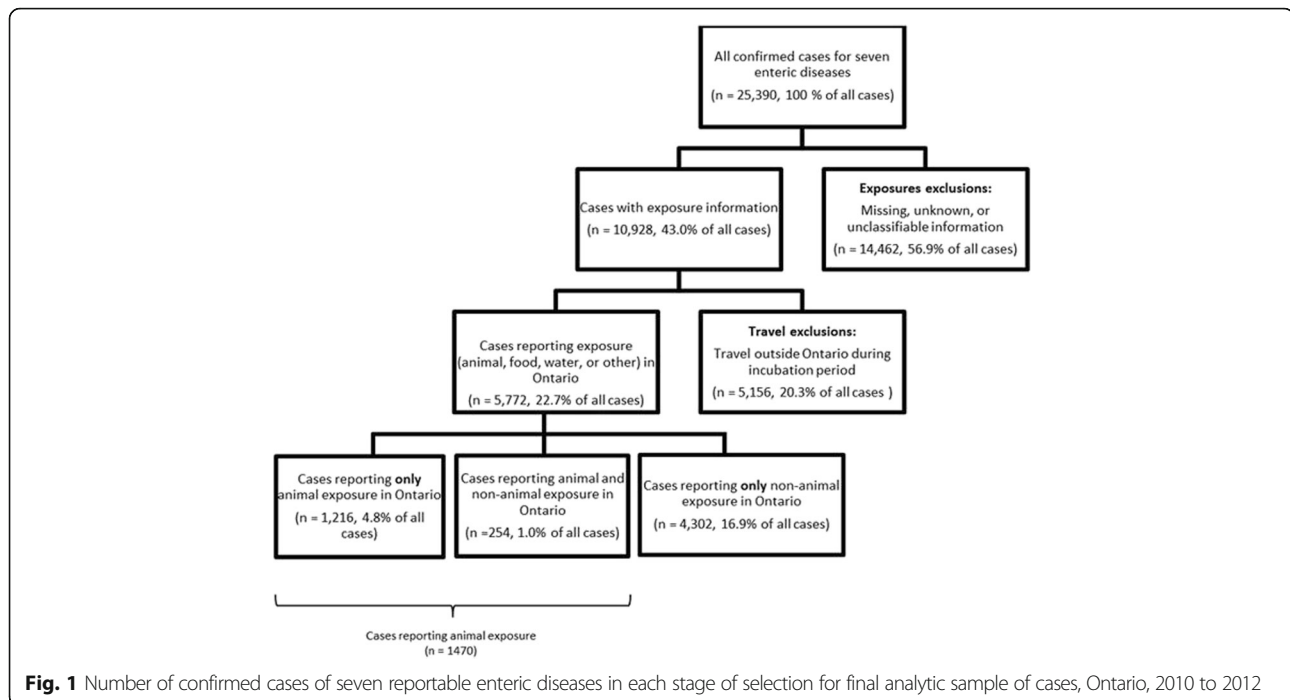 All confirmed cases for seven
enteric diseases
(n = 25,390, 100 % of all cases)
Cases with exposure information
(n = 10,928, 43.0% of all cases)
Exposures exclusions:
Missing, unknown, or
unclassifiable information
(n = 14,462, 56.9% of all cases)
Cases reporting exposure
(animal, food, water, or other) in
Ontario
(n = 5,772, 22.7% of all cases)
Travel exclusions:
Travel outside Ontario during
incubation period
(n = 5,156, 20.3% of all cases )
Cases reporting only
animal exposure in Ontario
(n = 1,216, 4.8% of all
cases)
Cases reporting animal and
non-animal exposure in
Ontario
(n =254, 1.0% of all cases)
Cases reporting only non-animal
exposure in Ontario
(n = 4,302, 16.9% of all cases)
Cases reporting animal exposure
(n = 1470)
Fig. 1 Number of confirmed cases of seven reportable enteric diseases in each stage of selection for final analytic sample of cases, Ontario, 2010 to 2012